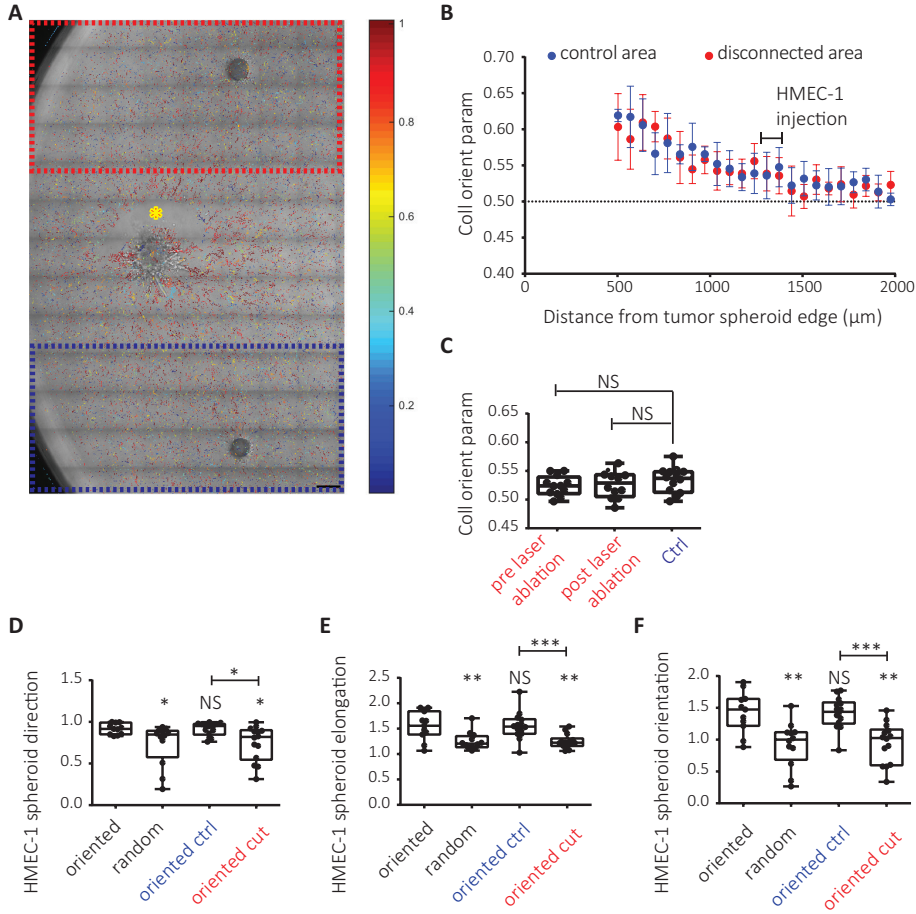 A
1
0.8
0.6
0.4
0.2
B
control area
disconnected area
HMEC-1
injection
Coll orient param
0.70
0.65
0.60
0.55
0.50
0.45
0.40
0
500
1000
1500
2000
Distance from tumor spheroid edge (μm)
C
NS
NS
Coll orient param
0.65
0.60
0.55
0.50
0.45
pre laser
ablation
post laser
ablation
Ctrl
D
HMEC-1 spheroid direction
1.5
1.0
0.5
0.0
*
NS
*
*
oriented
random
oriented ctrl
oriented cut
E
HMEC-1 spheroid elongation
2.5
2.0
1.5
1.0
0.5
0.0
**
NS
***
**
oriented
random
oriented ctrl
oriented cut
F
HMEC-1 spheroid orientation
2.0
1.5
1.0
0.5
0.0
**
NS
***
**
oriented
random
oriented ctrl
oriented cut